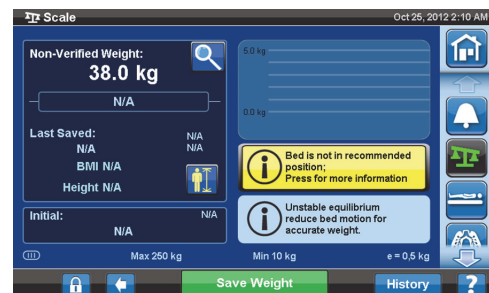 Scale
Oct 25, 2012 2:10 AM
Non-Verified Weight:
38.0 kg
N/A
Last Saved:
N/A
N/A
N/A
BMI N/A
Height N/A
Initial:
N/A
N/A
5.0 kg
0.0 kg
Bed is not in recommended
position;
Press for more information
Unstable equilibrium
reduce bed motion for
accurate weight.
Max 250 kg
Min 10 kg
e = 0,5 kg
Save Weight
History
?